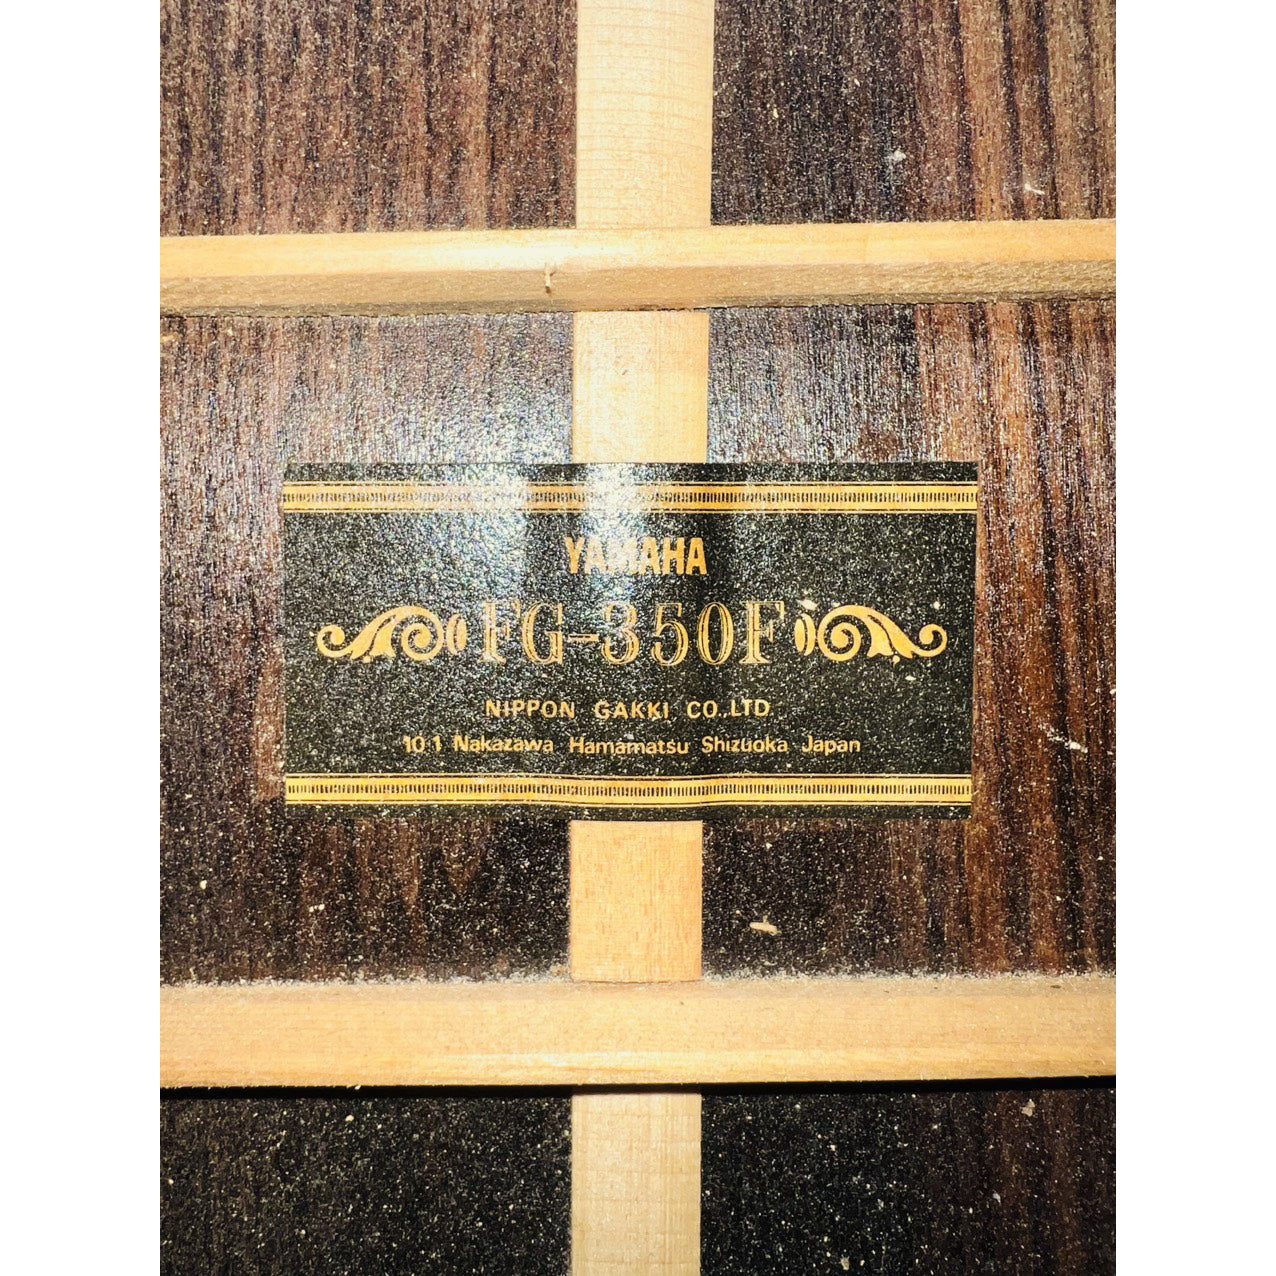 YAMAHA
FG-350F
NIPPON GAKKI CO.,LTD.
10 1 Nakazawa Hamamatsu Shizuoka Japan